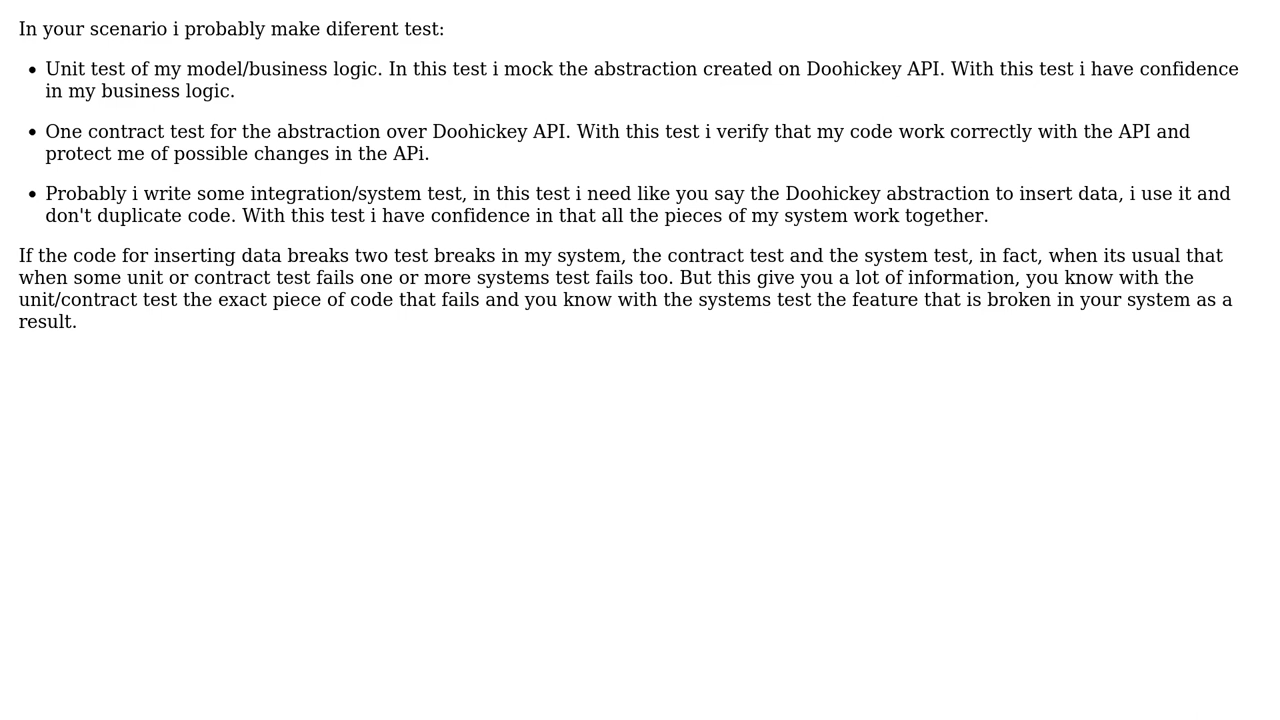 In your scenario i probably make diferent test:
• Unit test of my model/business logic. In this test i mock the abstraction created on Doohickey API. With this test i have confidence
in my business logic.
• One contract test for the abstraction over Doohickey API. With this test i verify that my code work correctly with the API and
protect me of possible changes in the APi.
• Probably i write some integration/system test, in this test i need like you say the Doohickey abstraction to insert data, i use it and
don't duplicate code. With this test i have confidence in that all the pieces of my system work together.
If the code for inserting data breaks two test breaks in my system, the contract test and the system test, in fact, when its usual that
when some unit or contract test fails one or more systems test fails too. But this give you a lot of information, you know with the
unit/contract test the exact piece of code that fails and you know with the systems test the feature that is broken in your system as a
result.